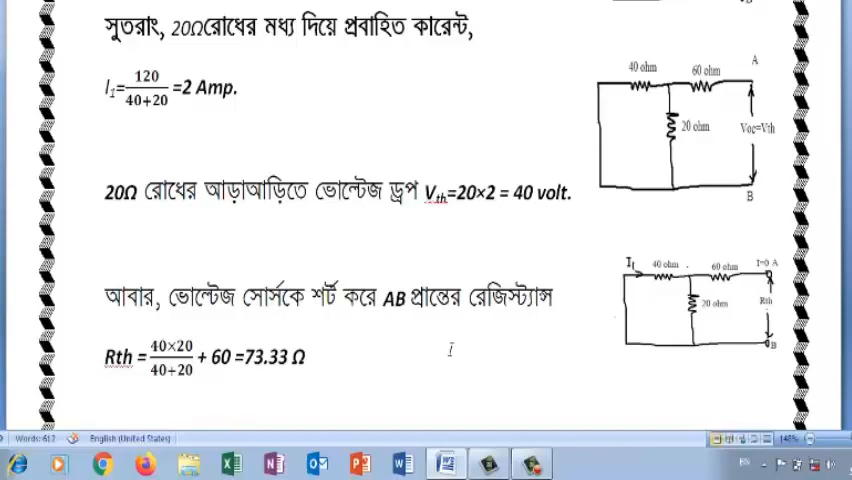 সুতরাং, 20Ωরোধের মধ্য দিয়ে প্রবাহিত কারেন্ট,
I1=120/(40+20) =2 Amp.
20Ω রোধের আড়াআড়িতে ভোল্টেজ ড্রপ Vth=20×2 = 40 volt.
আবার, ভোল্টেজ সোর্সকে শর্ট করে AB প্রান্তের রেজিস্ট্যান্স
Rth = (40×20)/(40+20) + 60 =73.33 Ω
A
40 ohm 60 ohm
20 ohm
Voc=Vth
B
I1 40 ohm 60 ohm I=0 A
20 ohm Rth
B
Words: 612 English (United States) 148%
EN